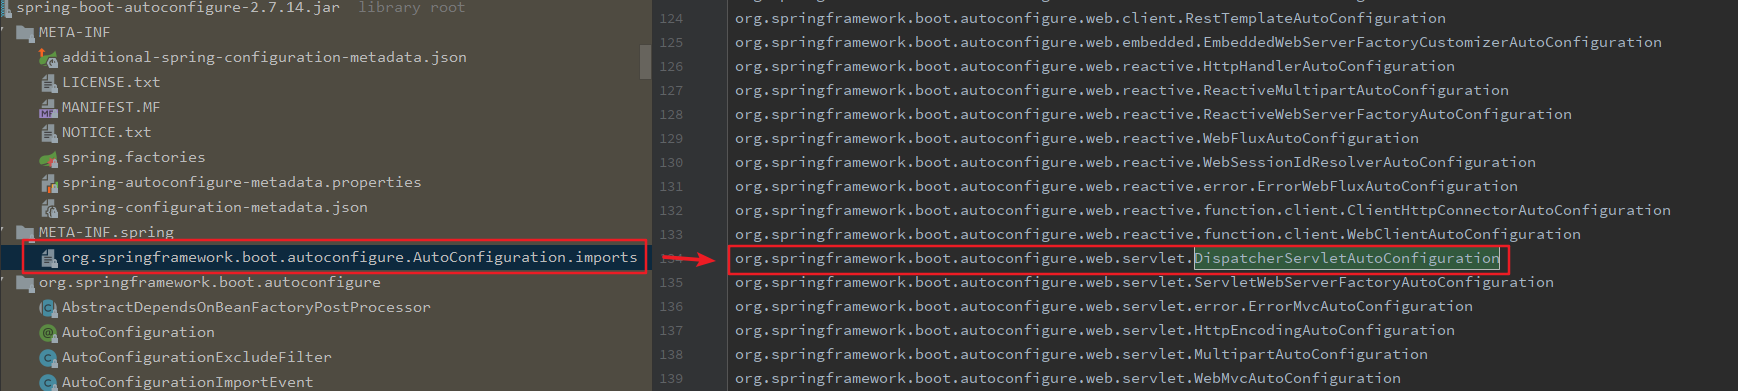 spring-boot-autoconfigure-2.7.14.jar library root
META-INF
additional-spring-configuration-metadata.json
LICENSE.txt
MANIFEST.MF
NOTICE.txt
spring.factories
spring-autoconfigure-metadata.properties
spring-configuration-metadata.json
META-INF.spring
org.springframework.boot.autoconfigure.AutoConfiguration.imports
org.springframework.boot.autoconfigure
AbstractDependsOnBeanFactoryPostProcessor
AutoConfiguration
AutoConfigurationExcludeFilter
AutoConfigurationImportEvent
124 org.springframework.boot.autoconfigure.web.client.RestTemplateAutoConfiguration
125 org.springframework.boot.autoconfigure.web.embedded.EmbeddedWebServerFactoryCustomizerAutoConfiguration
126 org.springframework.boot.autoconfigure.web.reactive.HttpHandlerAutoConfiguration
127 org.springframework.boot.autoconfigure.web.reactive.ReactiveMultipartAutoConfiguration
128 org.springframework.boot.autoconfigure.web.reactive.ReactiveWebServerFactoryAutoConfiguration
129 org.springframework.boot.autoconfigure.web.reactive.WebFluxAutoConfiguration
130 org.springframework.boot.autoconfigure.web.reactive.WebSessionIdResolverAutoConfiguration
131 org.springframework.boot.autoconfigure.web.reactive.error.ErrorWebFluxAutoConfiguration
132 org.springframework.boot.autoconfigure.web.reactive.function.client.ClientHttpConnectorAutoConfiguration
133 org.springframework.boot.autoconfigure.web.reactive.function.client.WebClientAutoConfiguration
134 org.springframework.boot.autoconfigure.web.servlet.DispatcherServletAutoConfiguration
135 org.springframework.boot.autoconfigure.web.servlet.ServletWebServerFactoryAutoConfiguration
136 org.springframework.boot.autoconfigure.web.servlet.error.ErrorMvcAutoConfiguration
137 org.springframework.boot.autoconfigure.web.servlet.HttpEncodingAutoConfiguration
138 org.springframework.boot.autoconfigure.web.servlet.MultipartAutoConfiguration
139 org.springframework.boot.autoconfigure.web.servlet.WebMvcAutoConfiguration